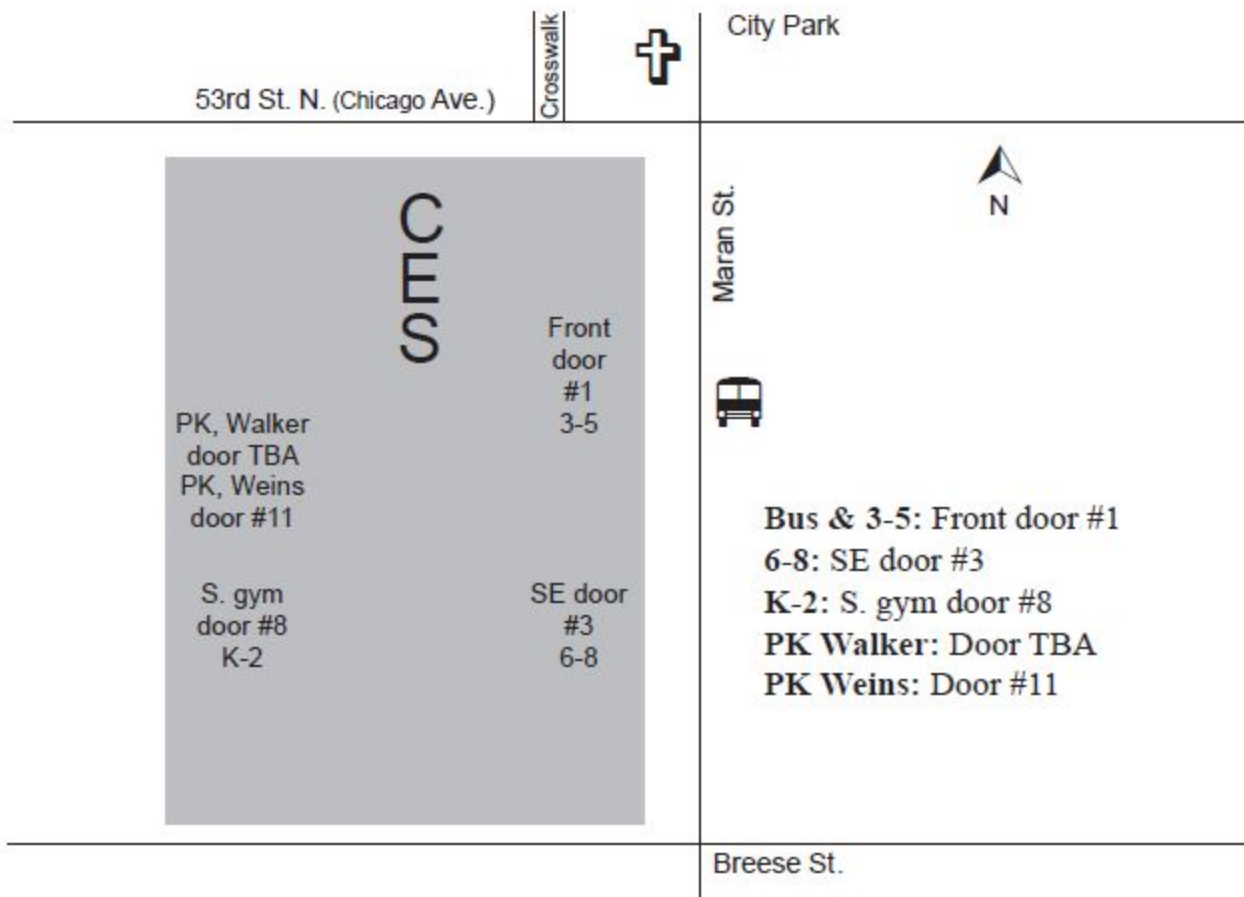 Crosswalk
City Park
53rd St. N. (Chicago Ave.)
C
E
S
Maran St.
N
Front
door
#1
3-5
PK, Walker
door TBA
PK, Weins
door #11
S. gym
door #8
K-2
SE door
#3
6-8
Bus & 3-5: Front door #1
6-8: SE door #3
K-2: S. gym door #8
PK Walker: Door TBA
PK Weins: Door #11
Breese St.